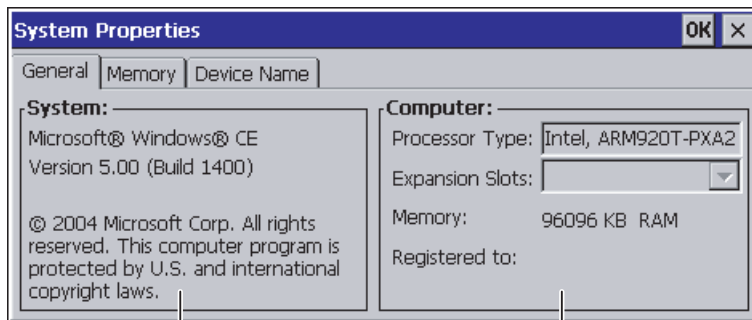 System Properties OK ×
General Memory Device Name
System:
Microsoft® Windows® CE
Version 5.00 (Build 1400)
© 2004 Microsoft Corp. All rights
reserved. This computer program is
protected by U.S. and international
copyright laws.
Computer:
Processor Type: Intel, ARM920T-PXA2
Expansion Slots:
Memory: 96096 KB RAM
Registered to: